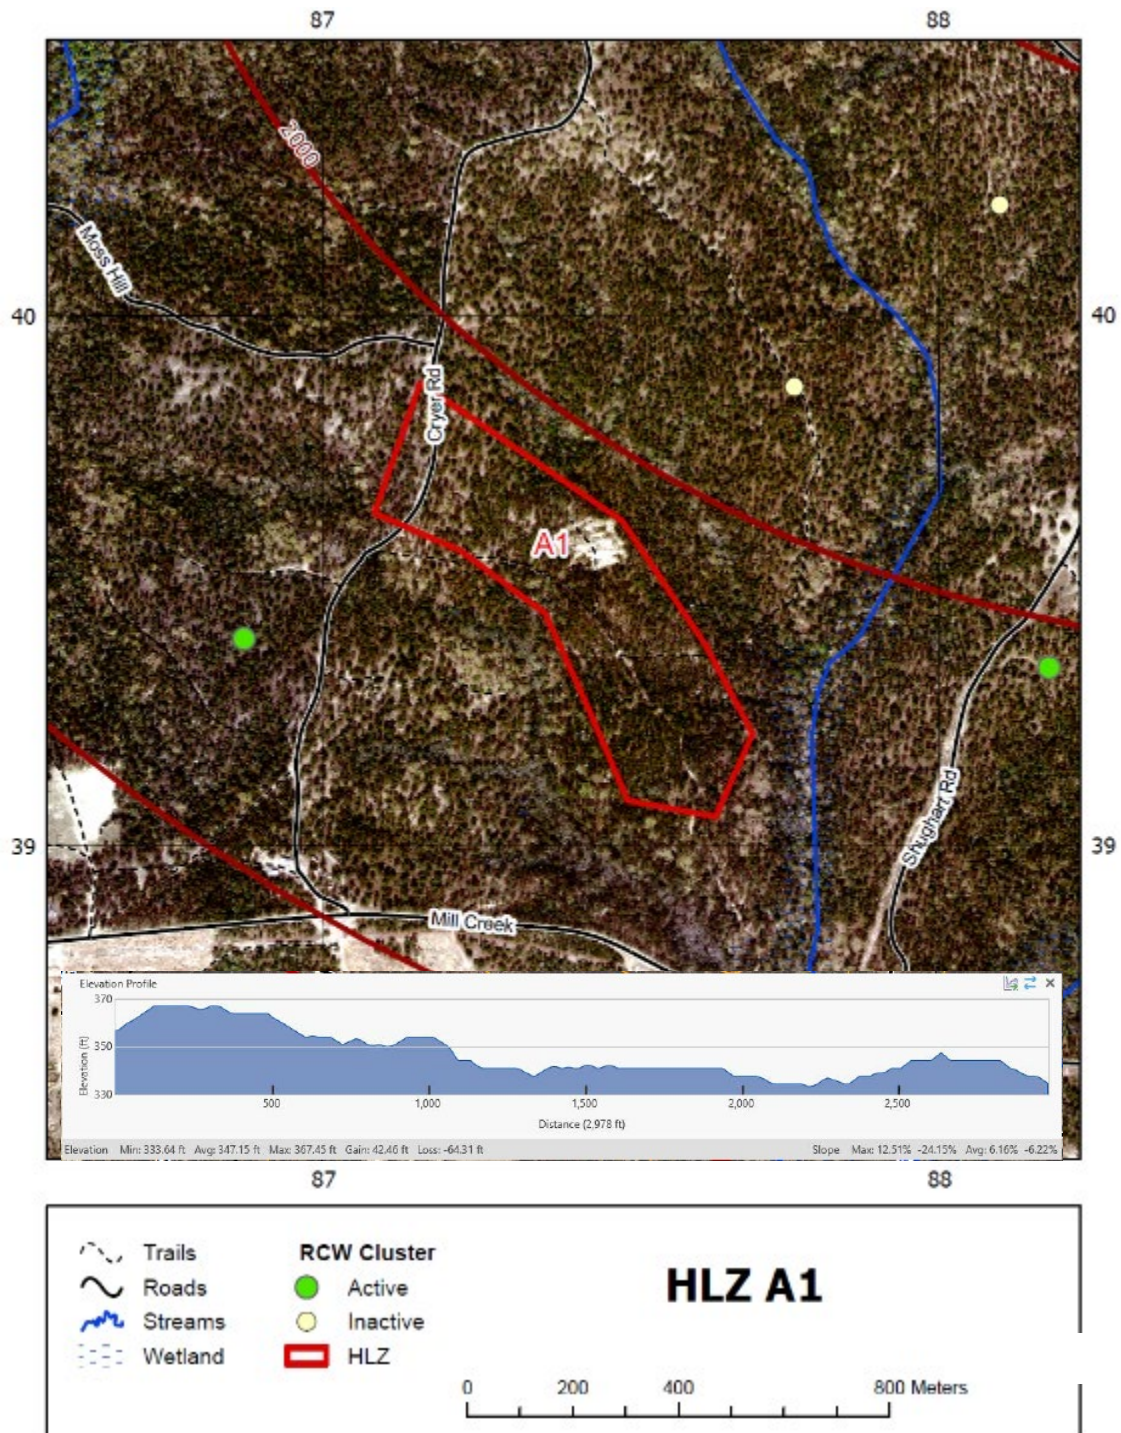 87 88
2000
Moss Hill
40 40
Cryer Rd
A1
39 39
Shughart Rd
Mill Creek
Elevation Profile
370
350
330
Elevation (ft)
500 1,000 1,500 2,000 2,500
Distance (2,978 ft)
Elevation Min: 333.64 ft Avg: 347.15 ft Max: 367.45 ft Gain: 42.46 ft Loss: -64.31 ft Slope Max: 12.51% -24.15% Avg: 6.16% -6.22%
87 88
Trails
Roads
Streams
Wetland
RCW Cluster
Active
Inactive
HLZ
HLZ A1
0 200 400 800 Meters